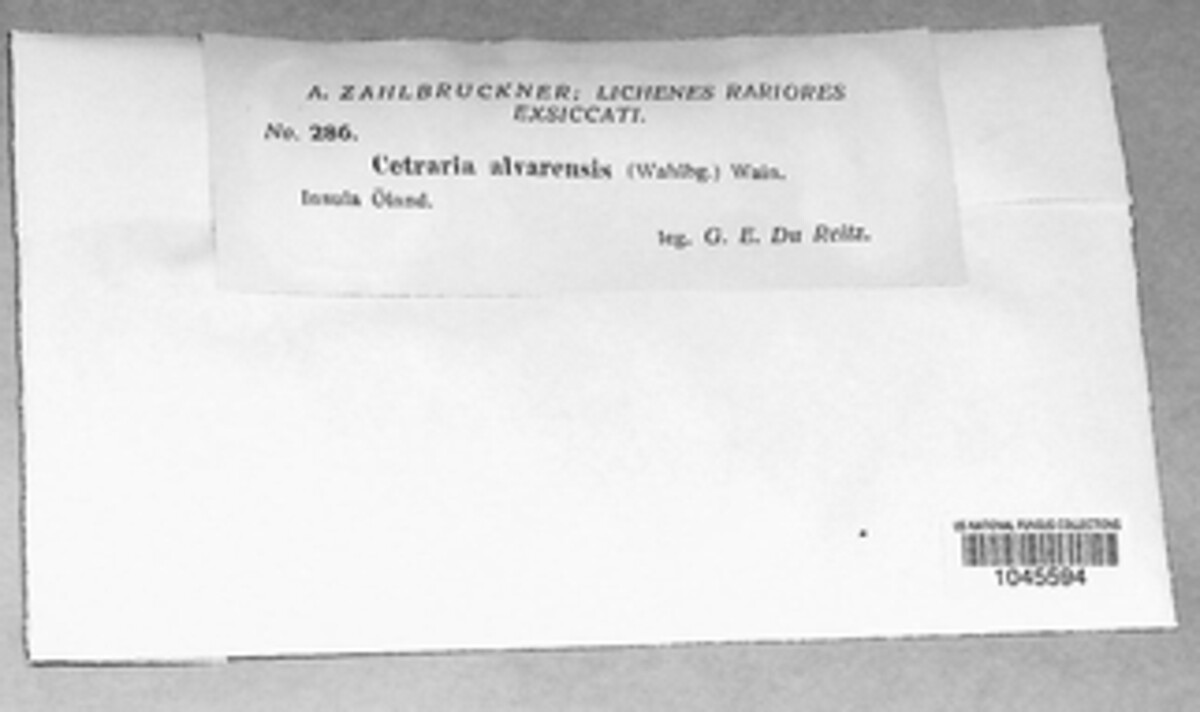 A. ZAHLBRUCKNER; LICHENES RARIORES
EXSICCATI.
No. 286.
Cetraria alvarensis (Wahlbg.) Wain.
Insula Öland.
leg. G. E. Du Reitz.
US NATIONAL FUNGUS COLLECTIONS
1045594